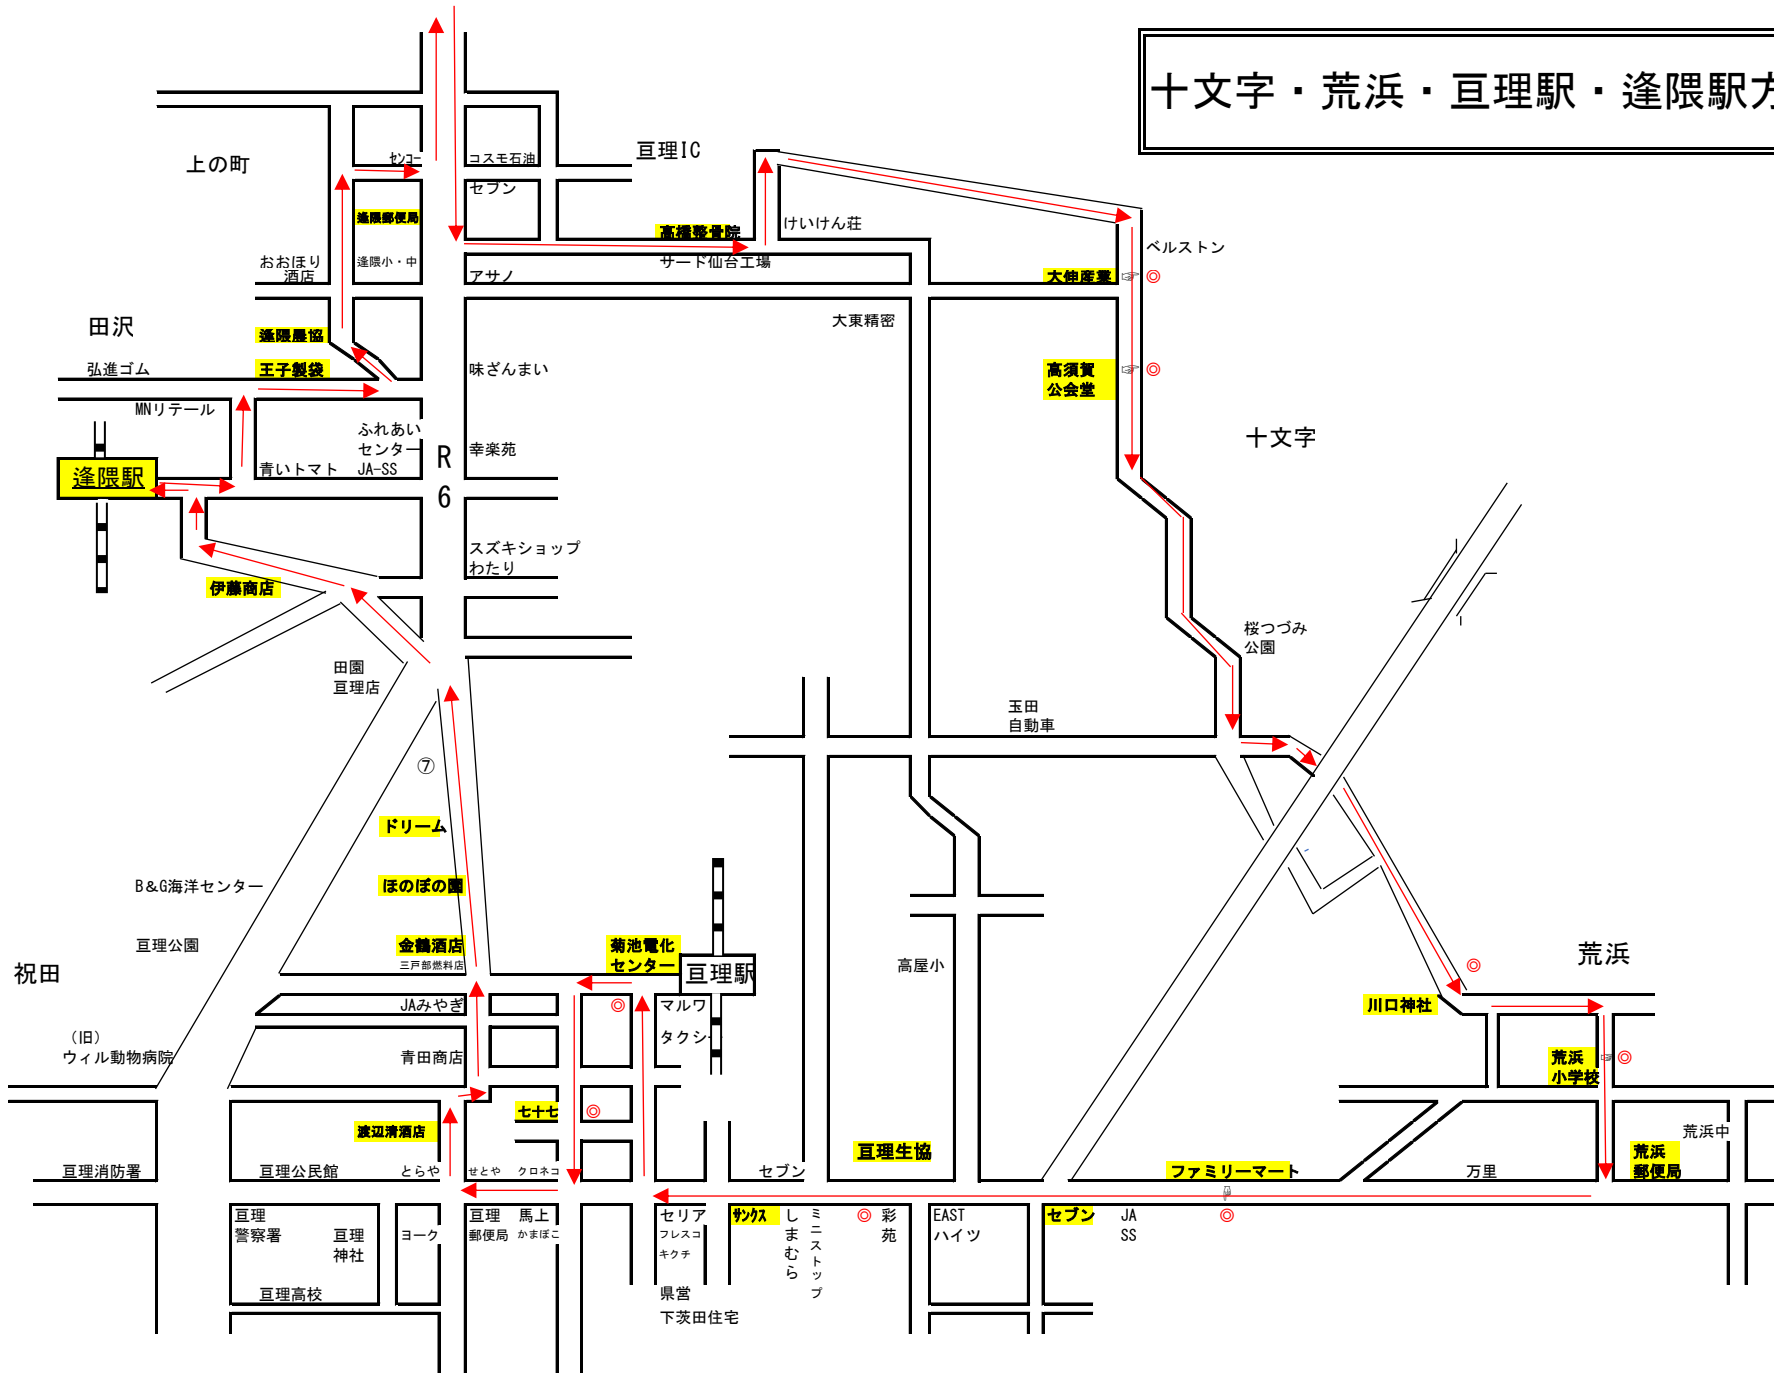 十文字・荒浜・亘理駅・逢隈駅方
上の町
センコー
コスモ石油
亘理IC
セブン
逢隈郵便局
高橋整骨院
けいけん荘
サード仙台工場
ベルストン
おおほり
酒店
逢隈小・中
アサノ
大伸産業
☞
◎
田沢
逢隈農協
大東精密
弘進ゴム
王子製袋
味ざんまい
高須賀
公会堂
☞
◎
MNリテール
ふれあい
センター
JA-SS
R
6
幸楽苑
十文字
青いトマト
逢隈駅
スズキショップ
わたり
伊藤商店
桜つづみ
公園
田園
亘理店
玉田
自動車
⑦
ドリーム
B&G海洋センター
ほのぼの園
亘理公園
金鶴酒店
三戸部燃料店
菊池電化
センター
亘理駅
高屋小
荒浜
祝田
◎
JAみやぎ
◎
マルワ
タクシー
川口神社
(旧)
ウィル動物病院
青田商店
荒浜
小学校
☞
◎
七十七
◎
渡辺清酒店
亘理生協
荒浜中
亘理消防署
亘理公民館
とらや
せとや
クロネコ
セブン
ファミリーマート
万里
荒浜
郵便局
亘理
警察署
亘理
神社
ヨーク
亘理
郵便局
馬上
かまぼこ
セリア
フレスコ
キクチ
サンクス
しまむら
ミニストップ
◎
彩苑
EAST
ハイツ
セブン
JA
SS
◎
亘理高校
県営
下茨田住宅